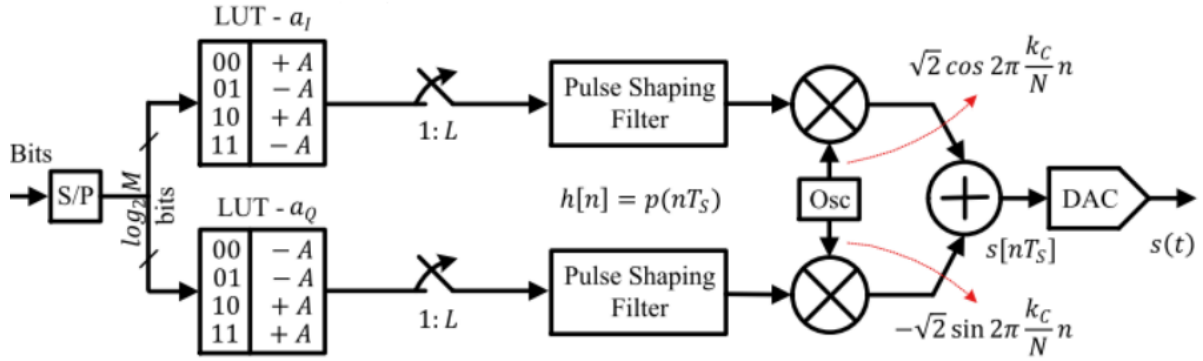 LUT - a_I
00 + A
01 − A
10 + A
11 − A
Bits
S/P
log₂M
bits
1: L
Pulse Shaping
Filter
√2 cos 2π k_C/N n
LUT - a_Q
00 − A
01 − A
10 + A
11 + A
1: L
h[n] = p(nT_S)
Pulse Shaping
Filter
Osc
s[nT_S]
DAC
s(t)
−√2 sin 2π k_C/N n